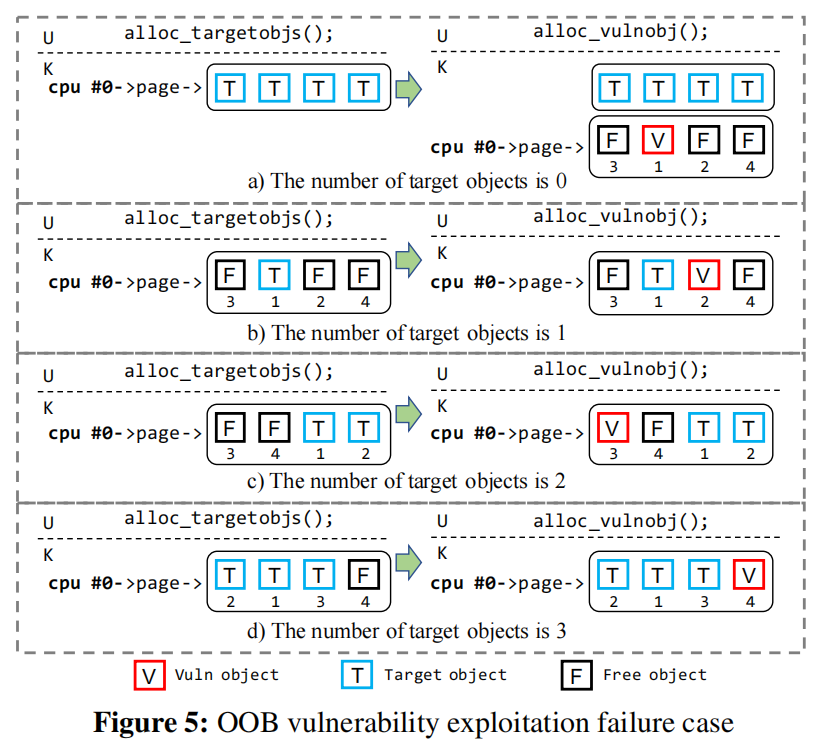 U alloc_targetobjs(); U alloc_vulnobj();
K K
cpu #0->page-> T T T T T T T T
cpu #0->page-> F V F F
3 1 2 4
a) The number of target objects is 0
U alloc_targetobjs(); U alloc_vulnobj();
K K
cpu #0->page-> F T F F cpu #0->page-> F T V F
3 1 2 4 3 1 2 4
b) The number of target objects is 1
U alloc_targetobjs(); U alloc_vulnobj();
K K
cpu #0->page-> F F T T cpu #0->page-> V F T T
3 4 1 2 3 4 1 2
c) The number of target objects is 2
U alloc_targetobjs(); U alloc_vulnobj();
K K
cpu #0->page-> T T T F cpu #0->page-> T T T V
2 1 3 4 2 1 3 4
d) The number of target objects is 3
V Vuln object T Target object F Free object
Figure 5: OOB vulnerability exploitation failure case